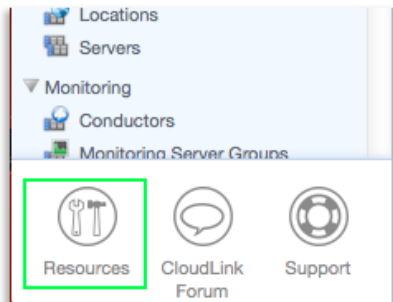 Locations
Servers
Monitoring
Conductors
Monitoring Server Groups
Resources
CloudLink
Forum
Support